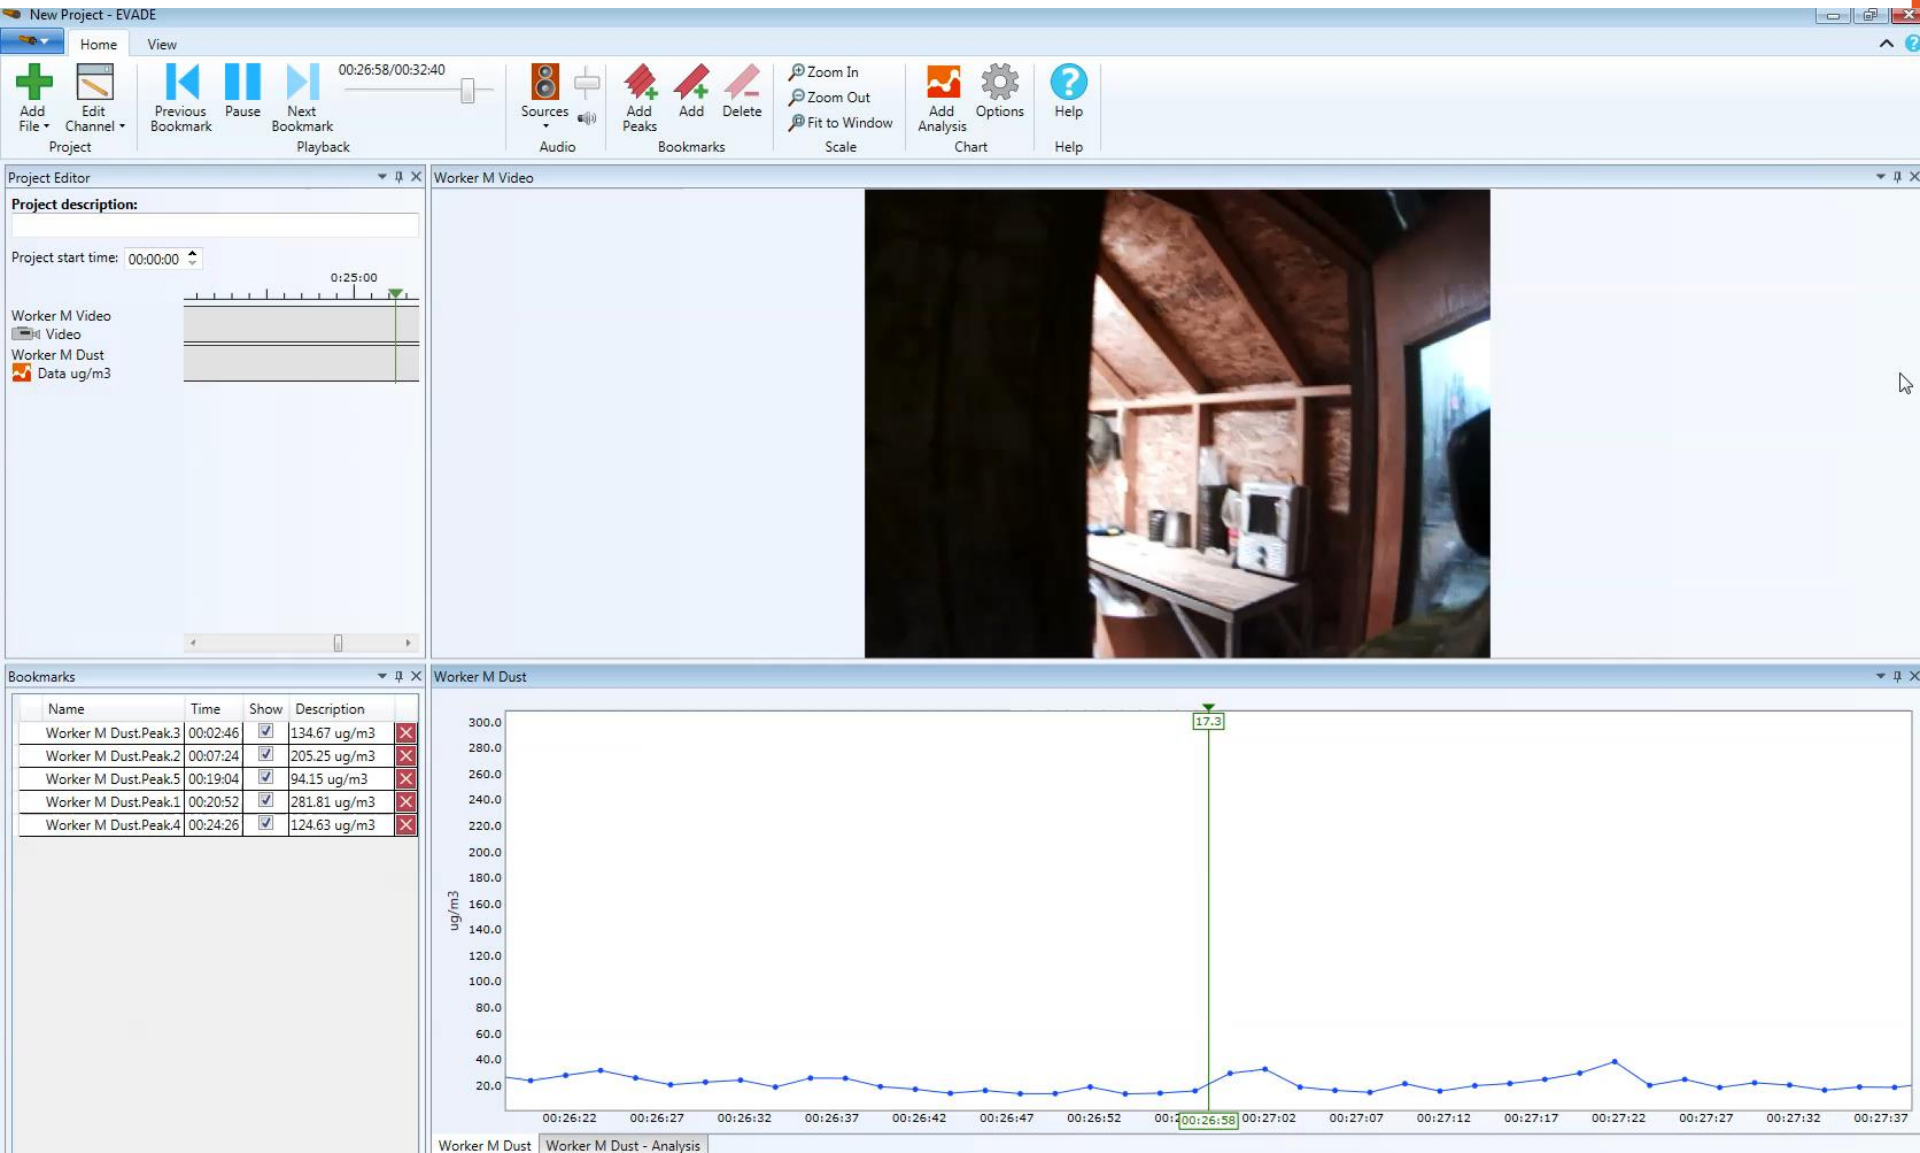 New Project - EVADE
Home View
00:26:58/00:32:40
Zoom In
Zoom Out
Fit to Window
Add File
Edit Channel
Previous Bookmark
Pause
Next Bookmark
Sources
Add Peaks
Add
Delete
Add Analysis
Options
Help
Project
Playback
Audio
Bookmarks
Scale
Chart
Help
Project Editor
Project description:
Project start time: 00:00:00
0:25:00
Worker M Video
Video
Worker M Dust
Data ug/m3
Worker M Video
Bookmarks
Name Time Show Description
Worker M Dust.Peak.3 00:02:46 134.67 ug/m3
Worker M Dust.Peak.2 00:07:24 205.25 ug/m3
Worker M Dust.Peak.5 00:19:04 94.15 ug/m3
Worker M Dust.Peak.1 00:20:52 281.81 ug/m3
Worker M Dust.Peak.4 00:24:26 124.63 ug/m3
Worker M Dust
17.3
300.0
280.0
260.0
240.0
220.0
200.0
180.0
160.0
140.0
120.0
100.0
80.0
60.0
40.0
20.0
ug/m3
00:26:22 00:26:27 00:26:32 00:26:37 00:26:42 00:26:47 00:26:52 00:26:58 00:27:02 00:27:07 00:27:12 00:27:17 00:27:22 00:27:27 00:27:32 00:27:37
Worker M Dust Worker M Dust - Analysis